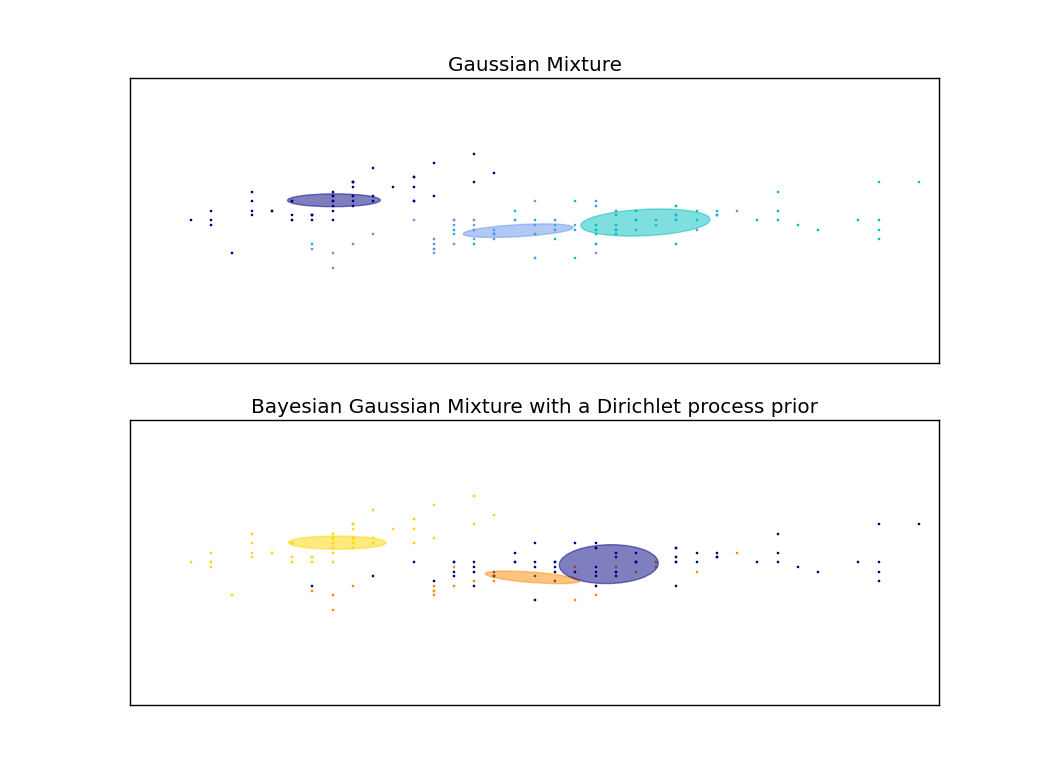 Gaussian Mixture
Bayesian Gaussian Mixture with a Dirichlet process prior